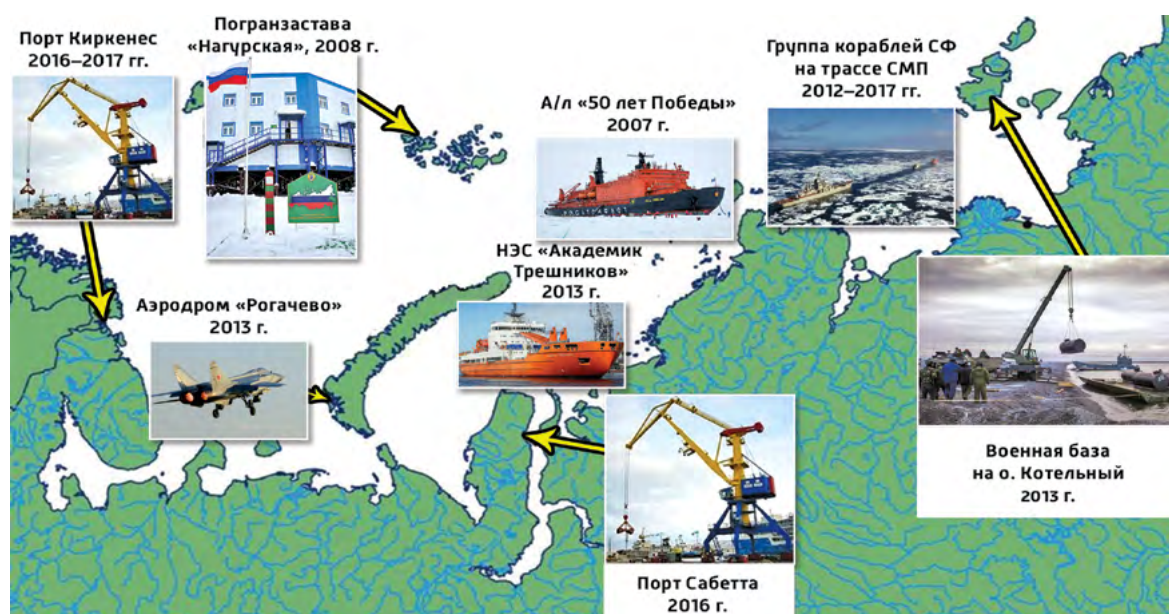 Порт Киркенес
2016–2017 гг.
Погранзастава
«Нагурская», 2008 г.
А/л «50 лет Победы»
2007 г.
Группа кораблей СФ
на трассе СМП
2012–2017 гг.
Аэродром «Рогачево»
2013 г.
НЭС «Академик
Трешников»
2013 г.
Порт Сабетта
2016 г.
Военная база
на о. Котельный
2013 г.